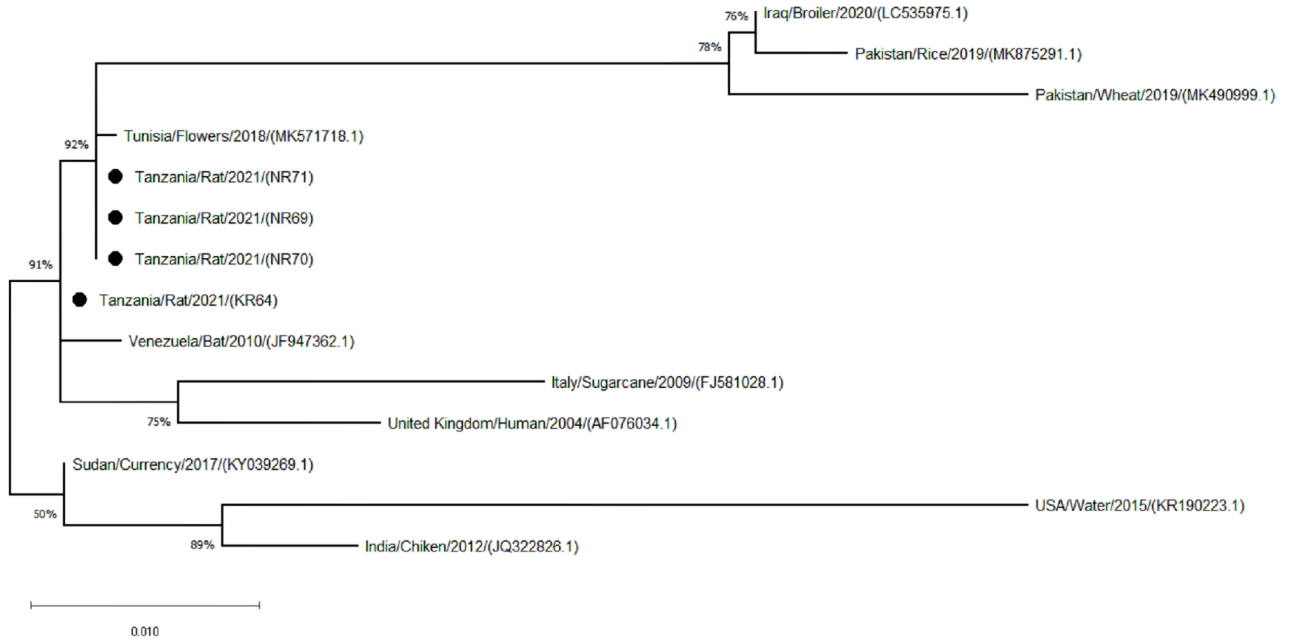 76%
Iraq/Broiler/2020/(LC535975.1)
78%
Pakistan/Rice/2019/(MK875291.1)
Pakistan/Wheat/2019/(MK490999.1)
Tunisia/Flowers/2018/(MK571718.1)
92%
Tanzania/Rat/2021/(NR71)
Tanzania/Rat/2021/(NR69)
Tanzania/Rat/2021/(NR70)
91%
Tanzania/Rat/2021/(KR64)
Venezuela/Bat/2010/(JF947362.1)
Italy/Sugarcane/2009/(FJ581028.1)
75%
United Kingdom/Human/2004/(AF076034.1)
Sudan/Currency/2017/(KY039269.1)
50%
USA/Water/2015/(KR190223.1)
89%
India/Chiken/2012/(JQ322826.1)
0.010